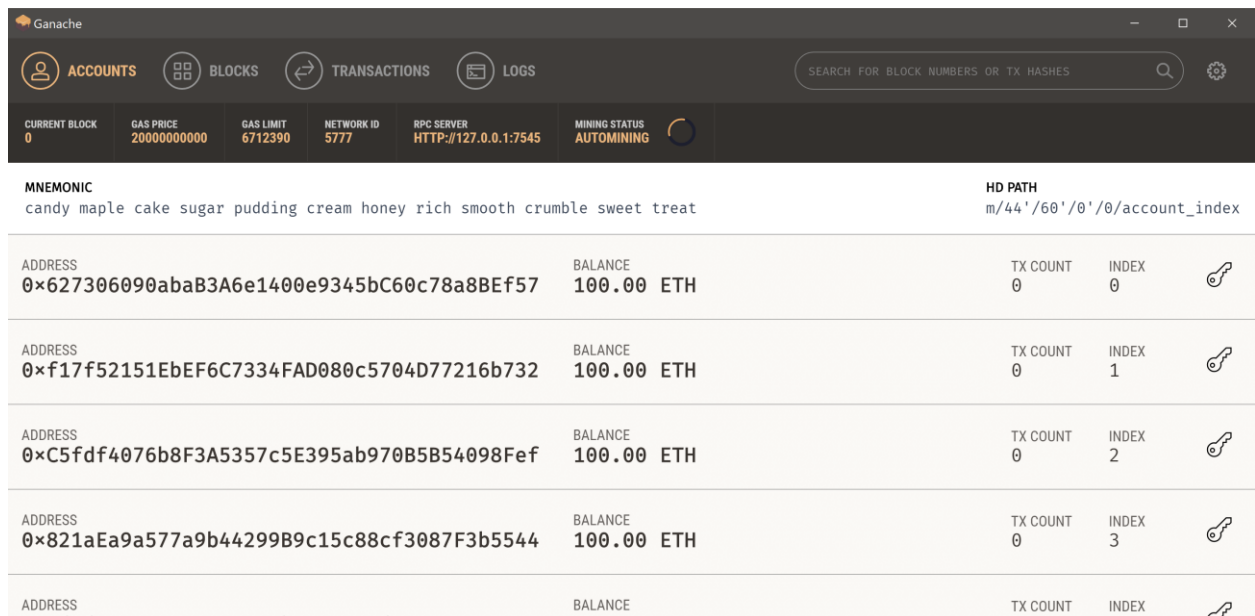 Ganache
ACCOUNTS BLOCKS TRANSACTIONS LOGS SEARCH FOR BLOCK NUMBERS OR TX HASHES
CURRENT BLOCK GAS PRICE GAS LIMIT NETWORK ID RPC SERVER MINING STATUS
0 20000000000 6712390 5777 HTTP://127.0.0.1:7545 AUTOMINING
MNEMONIC HD PATH
candy maple cake sugar pudding cream honey rich smooth crumble sweet treat m/44'/60'/0'/0/account_index
ADDRESS BALANCE TX COUNT INDEX
0×627306090abaB3A6e1400e9345bC60c78a8BEf57 100.00 ETH 0 0
ADDRESS BALANCE TX COUNT INDEX
0×f17f52151EbEF6C7334FAD080c5704D77216b732 100.00 ETH 0 1
ADDRESS BALANCE TX COUNT INDEX
0×C5fdf4076b8F3A5357c5E395ab970B5B54098Fef 100.00 ETH 0 2
ADDRESS BALANCE TX COUNT INDEX
0×821aEa9a577a9b44299B9c15c88cf3087F3b5544 100.00 ETH 0 3
ADDRESS BALANCE TX COUNT INDEX